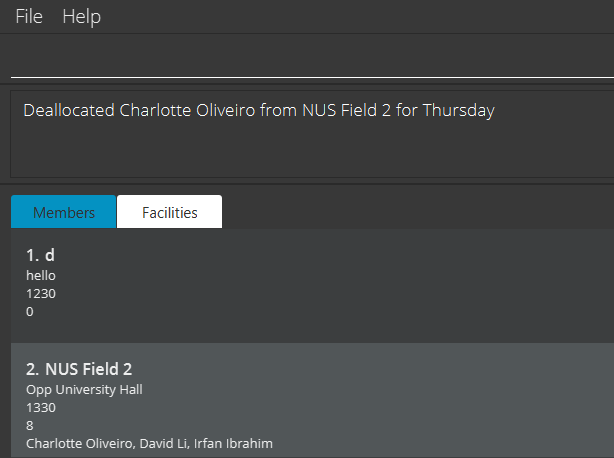 File Help
Deallocated Charlotte Oliveiro from NUS Field 2 for Thursday
Members Facilities
1. d
hello
1230
0
2. NUS Field 2
Opp University Hall
1330
8
Charlotte Oliveiro, David Li, Irfan Ibrahim